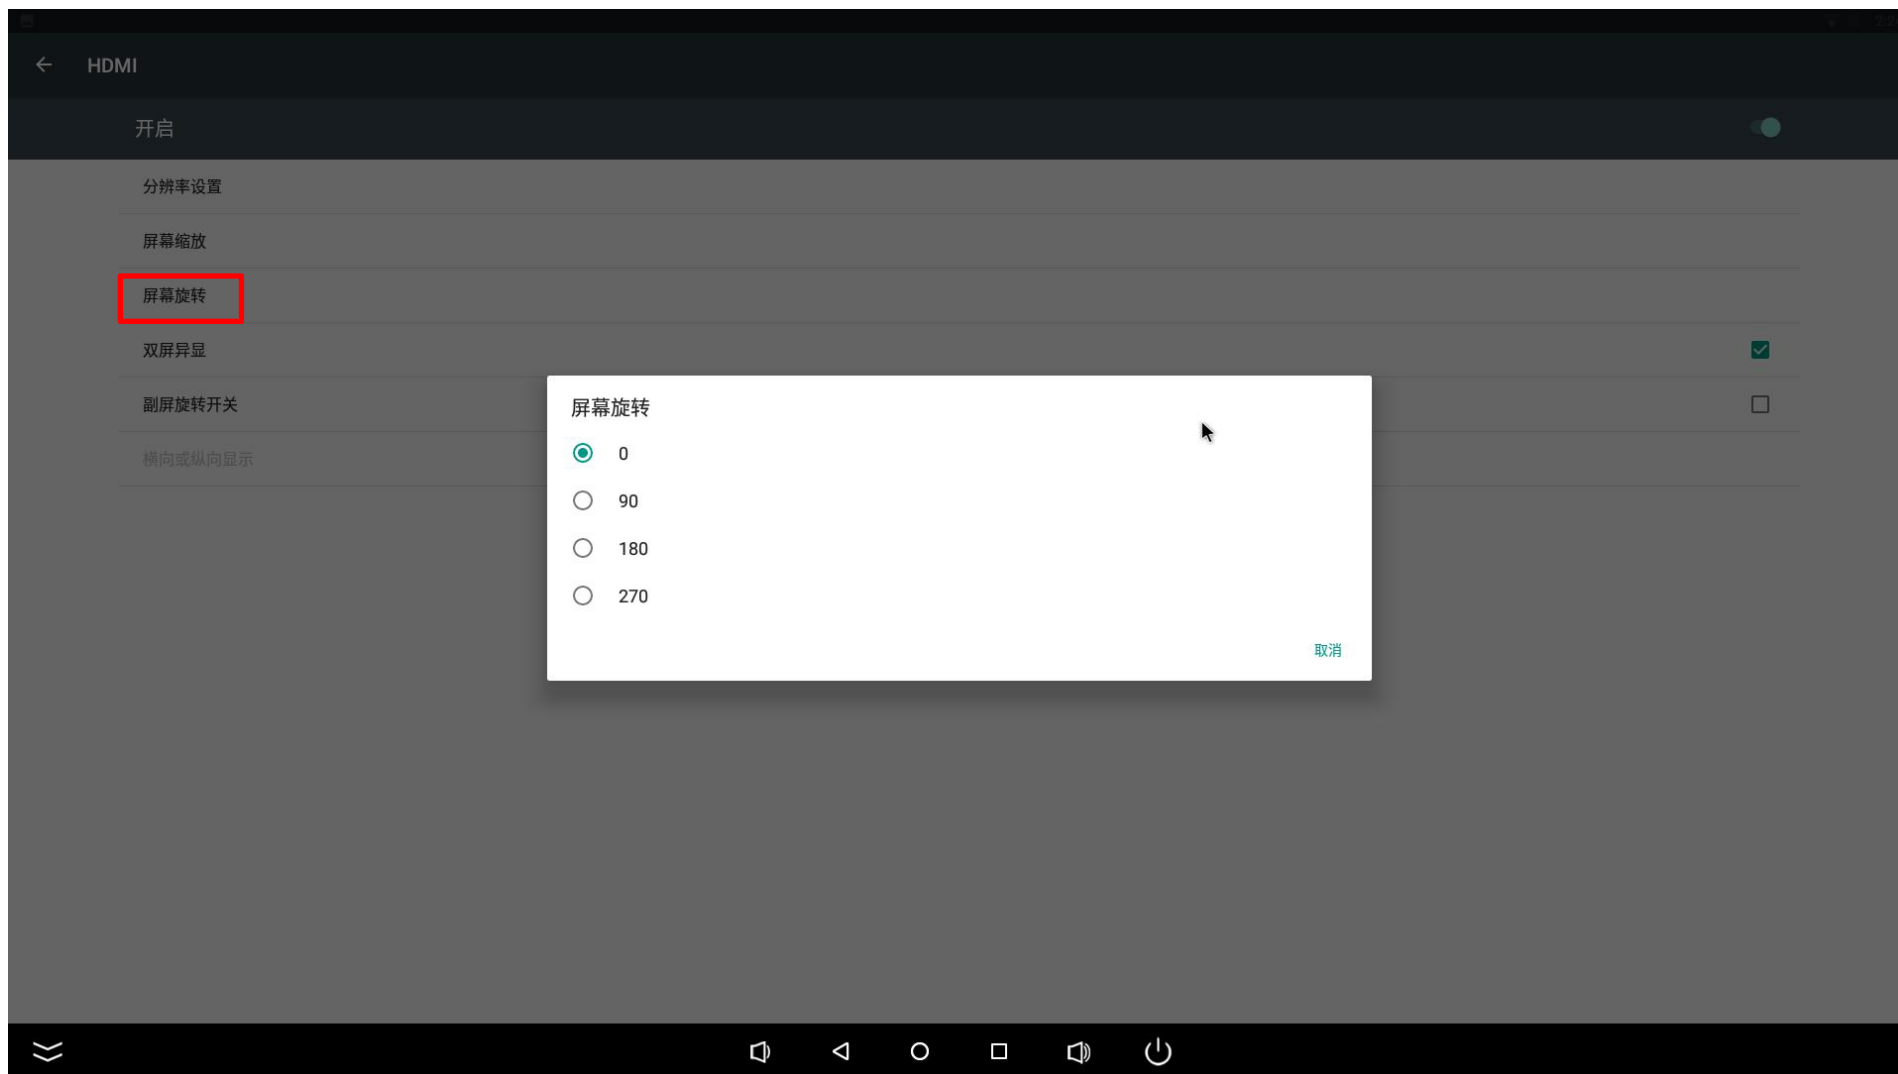 HDMI
开启
分辨率设置
屏幕缩放
屏幕旋转
双屏异显
副屏旋转开关
横向或纵向显示
屏幕旋转
0
90
180
270
取消